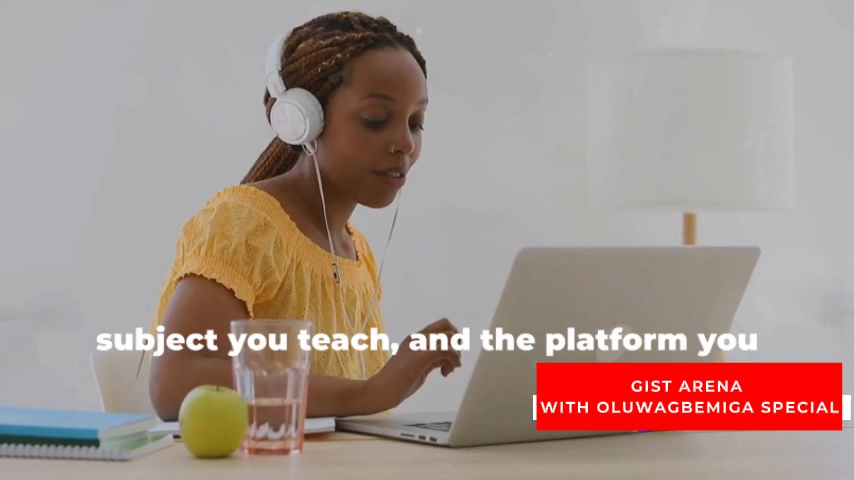 subject you teach, and the platform you
GIST ARENA
WITH OLUWAGBEMIGA SPECIAL